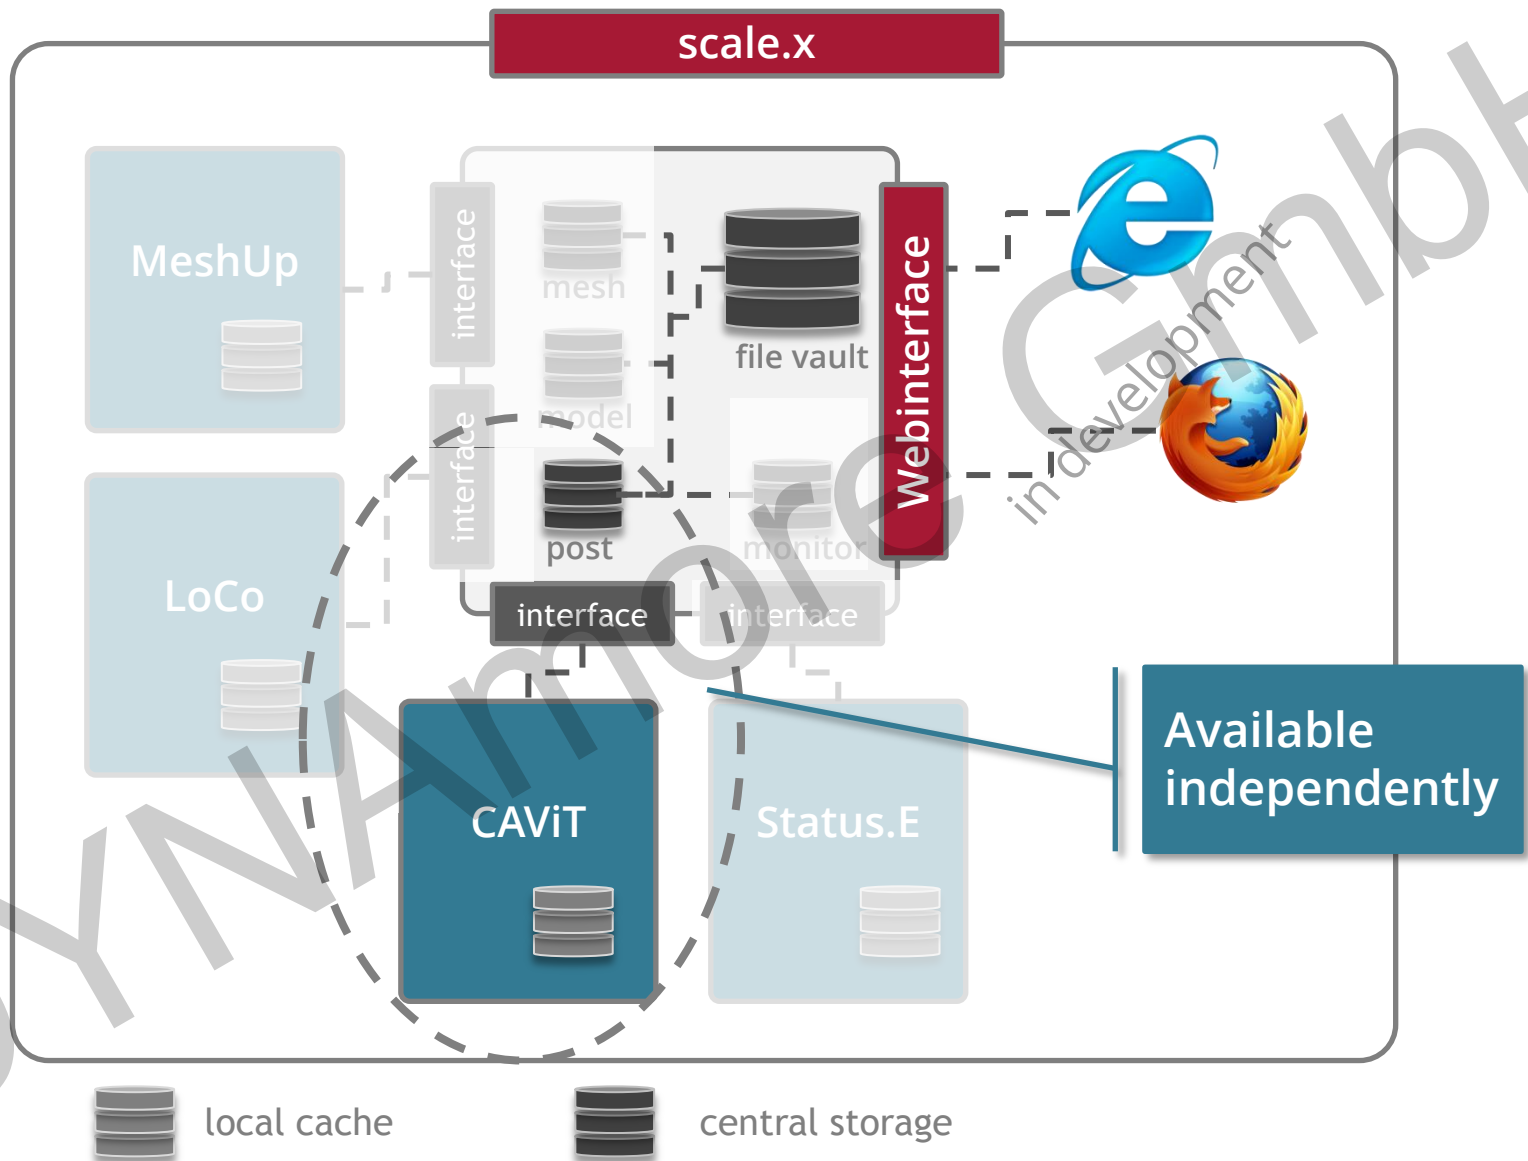 scale.x
MeshUp
interface
mesh
file vault
Webinterface
in development
model
interface
post
monitor
LoCo
interface
interface
Available
independently
CAViT
Status.E
local cache
central storage
DYNAmore GmbH